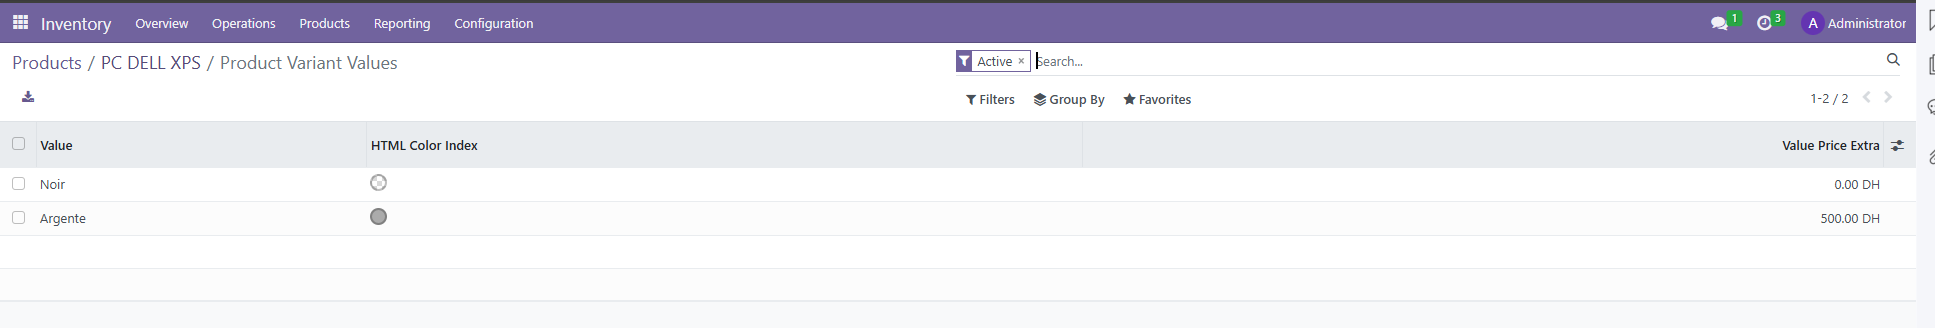 Inventory Overview Operations Products Reporting Configuration 1 3 A Administrator
Products / PC DELL XPS / Product Variant Values Active × Search...
Filters Group By Favorites 1-2 / 2
Value HTML Color Index Value Price Extra
Noir 0.00 DH
Argente 500.00 DH